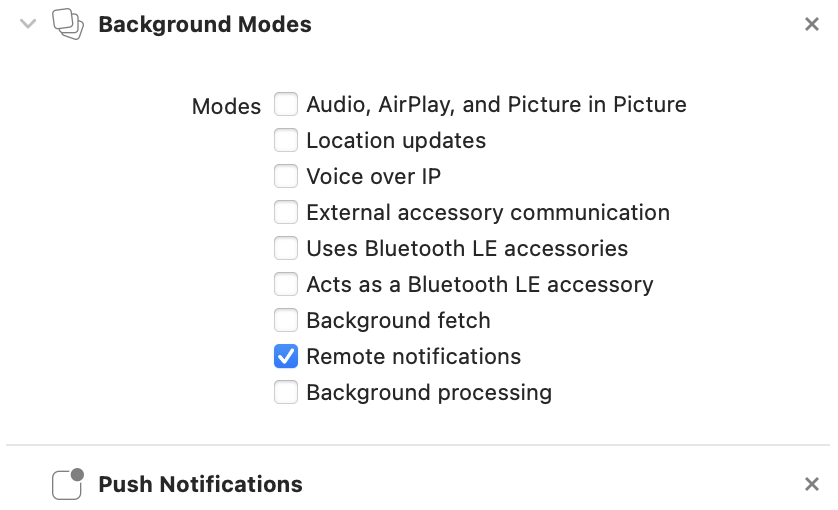 Background Modes
Modes Audio, AirPlay, and Picture in Picture
Location updates
Voice over IP
External accessory communication
Uses Bluetooth LE accessories
Acts as a Bluetooth LE accessory
Background fetch
Remote notifications
Background processing
Push Notifications